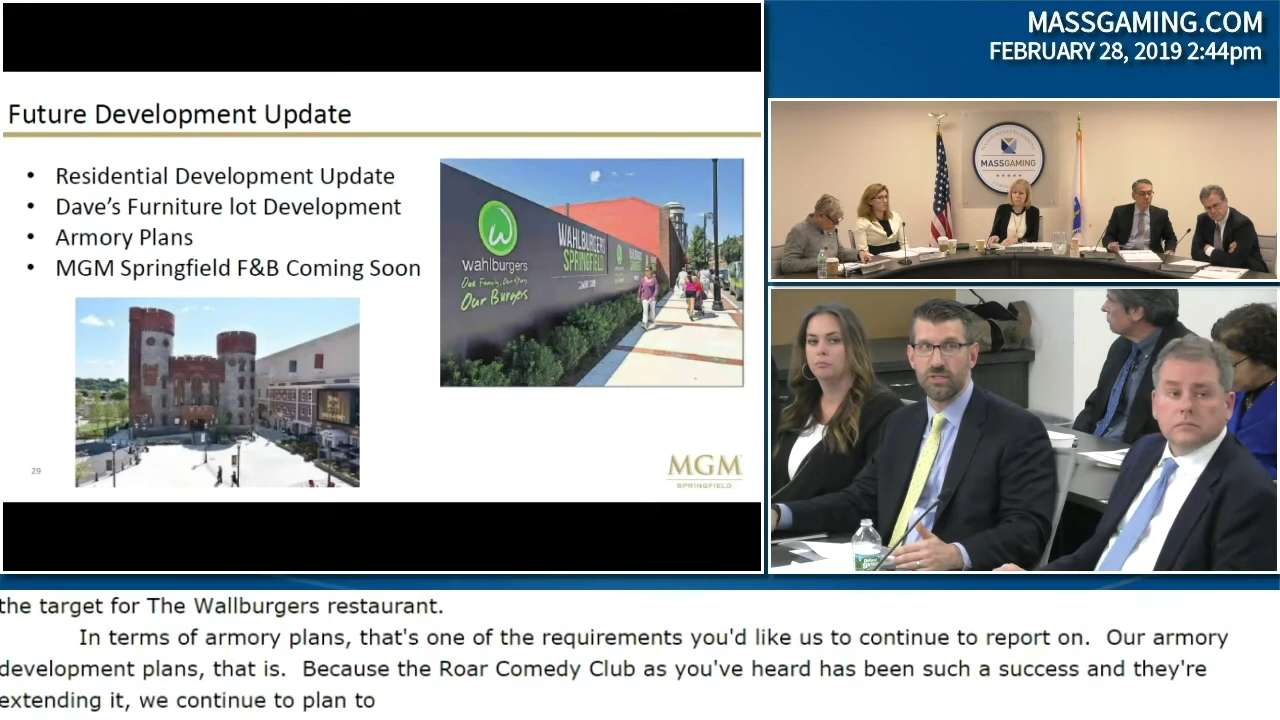 MASSGAMING.COM
FEBRUARY 28, 2019 2:44pm
Future Development Update
• Residential Development Update
• Dave's Furniture lot Development
• Armory Plans
• MGM Springfield F&B Coming Soon
wahlburgers
Our Family, Our Story,
Our Burgers
WAHLBURGERS
SPRINGFIELD
29
MGM
SPRINGFIELD
MASSGAMING
the target for The Wallburgers restaurant.
In terms of armory plans, that's one of the requirements you'd like us to continue to report on. Our armory
development plans, that is. Because the Roar Comedy Club as you've heard has been such a success and they're
extending it, we continue to plan to